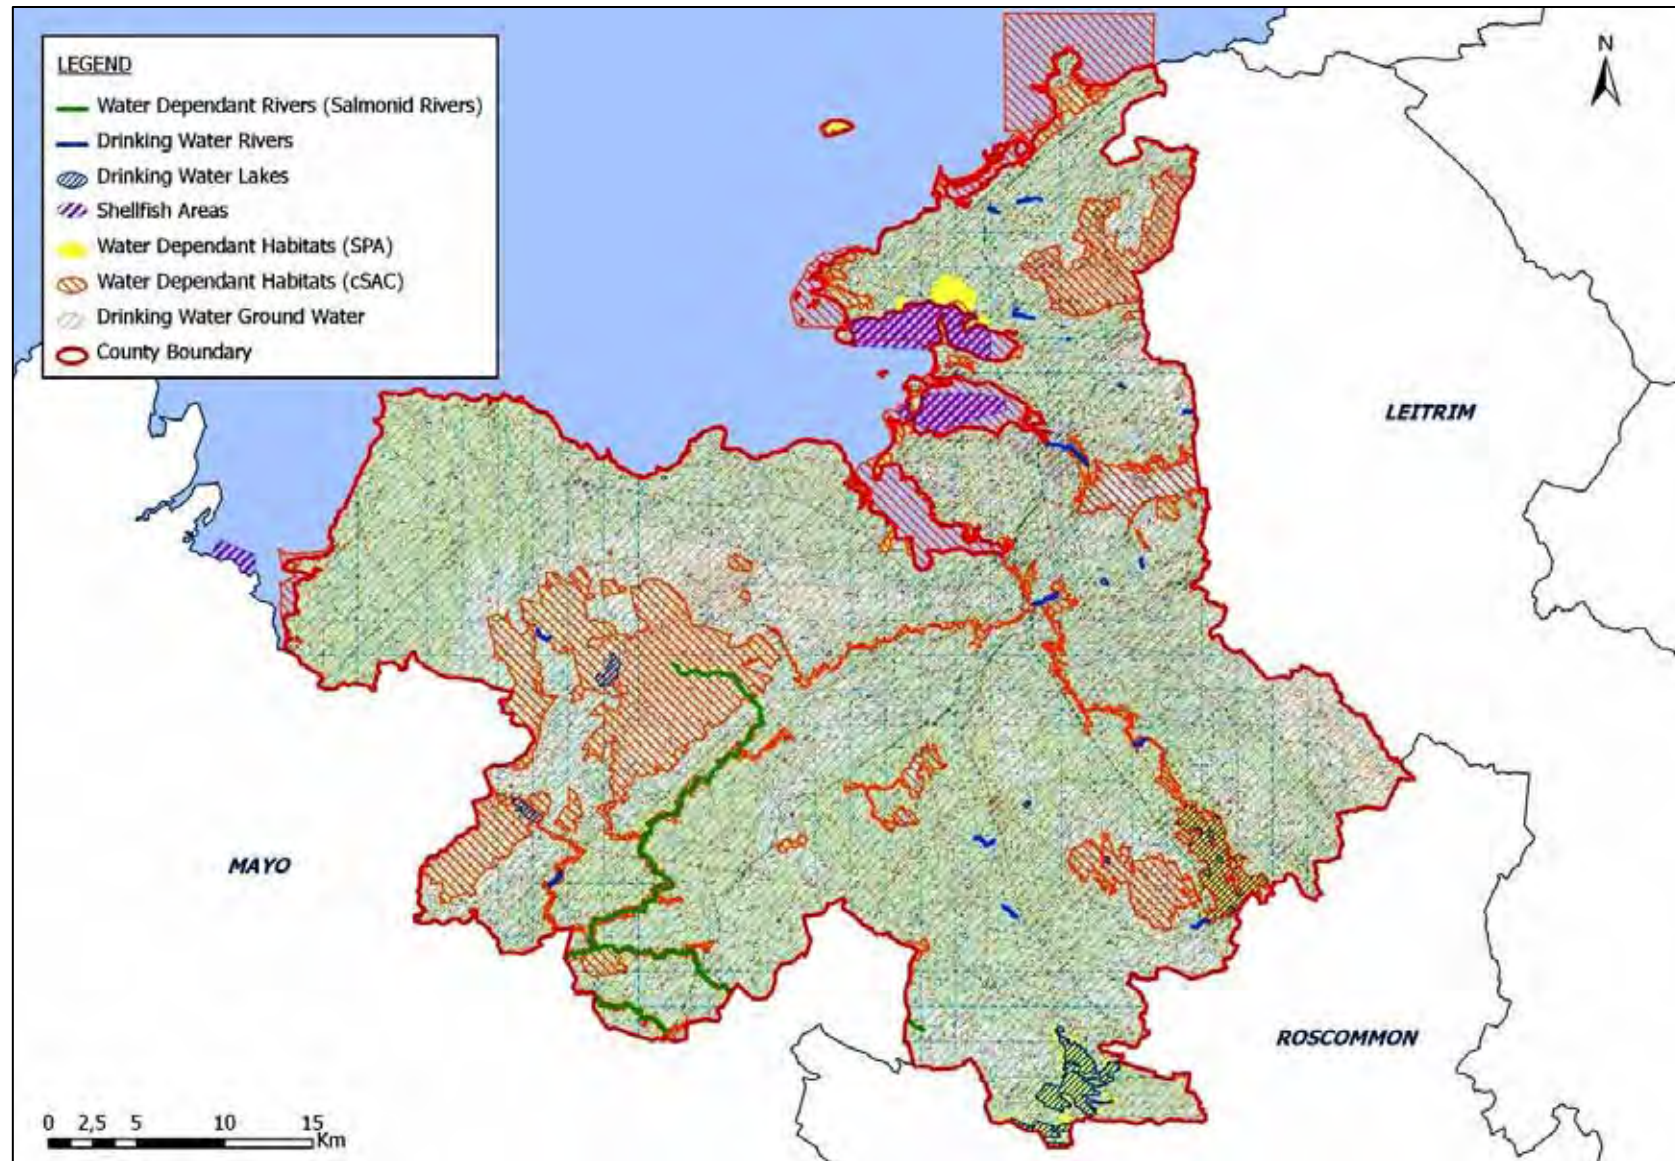 LEGEND
Water Dependant Rivers (Salmonid Rivers)
Drinking Water Rivers
Drinking Water Lakes
Shellfish Areas
Water Dependant Habitats (SPA)
Water Dependant Habitats (cSAC)
Drinking Water Ground Water
County Boundary
N
LEITRIM
MAYO
ROSCOMMON
0 2,5 5 10 15
Km